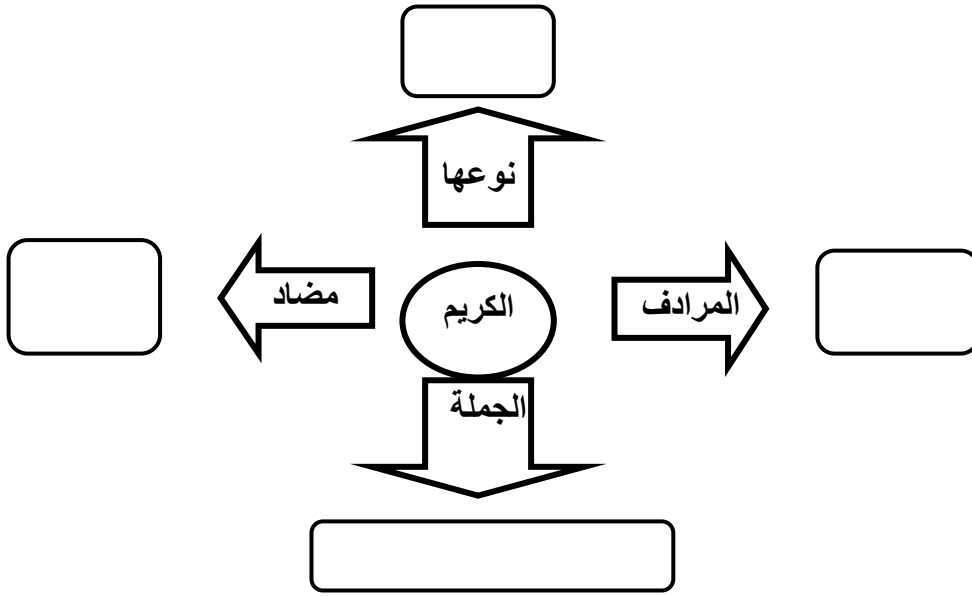 نوعها
المرادف
الكريم
مضاد
الجملة